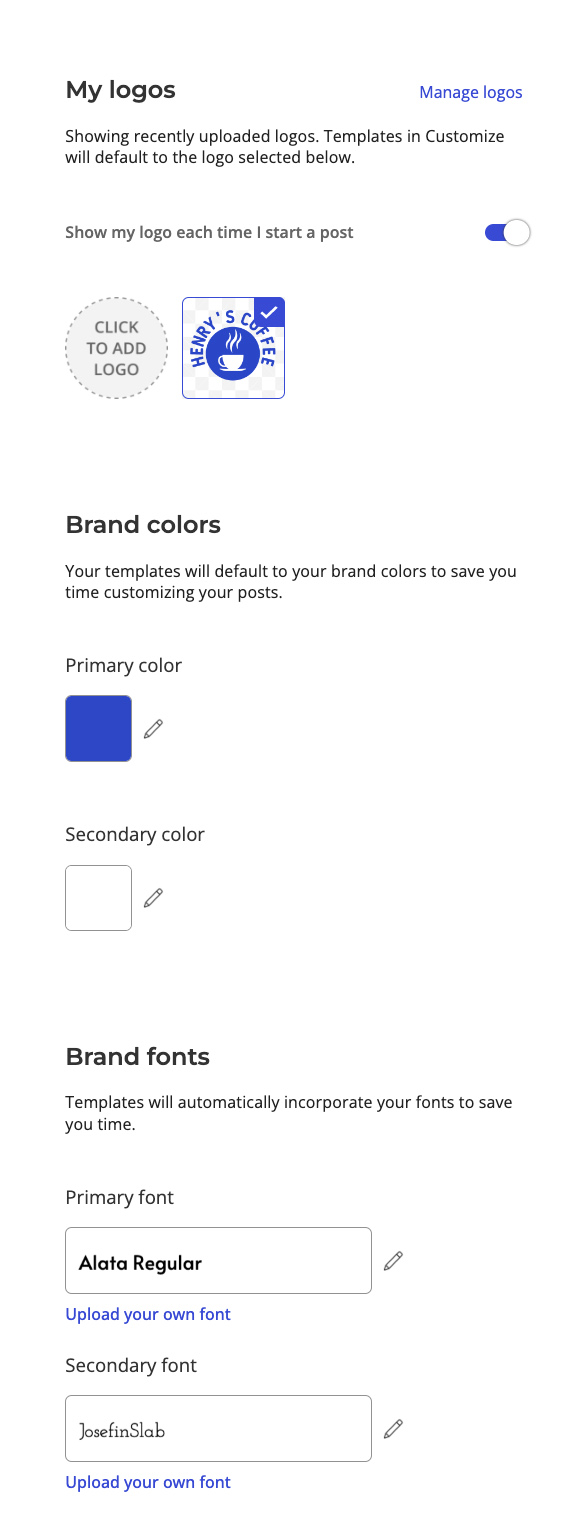 My logos
Manage logos
Showing recently uploaded logos. Templates in Customize
will default to the logo selected below.
Show my logo each time I start a post
CLICK
TO ADD
LOGO
HENRY'S COFFEE
Brand colors
Your templates will default to your brand colors to save you
time customizing your posts.
Primary color
Secondary color
Brand fonts
Templates will automatically incorporate your fonts to save
you time.
Primary font
Alata Regular
Upload your own font
Secondary font
JosefinSlab
Upload your own font